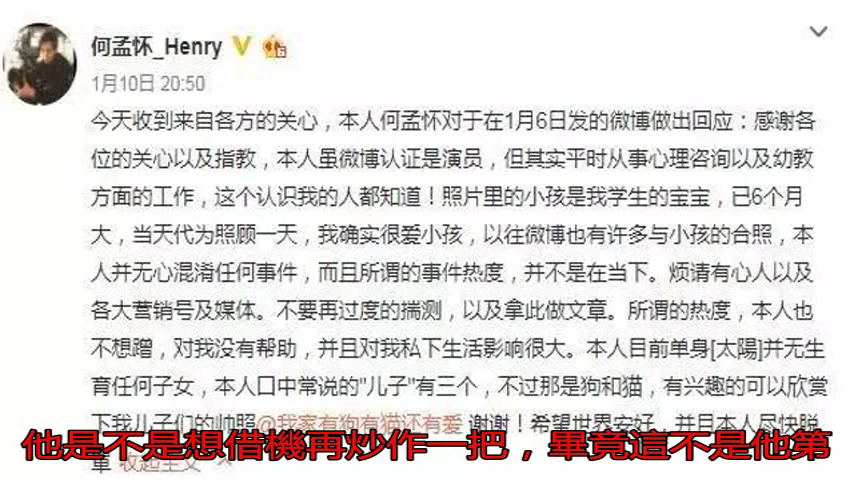 何孟怀_Henry
1月10日 20:50
今天收到来自各方的关心，本人何孟怀对于在1月6日发的微博做出回应：感谢各
位的关心以及指教，本人虽微博认证是演员，但其实平时从事心理咨询以及幼教
方面的工作，这个认识我的人都知道！照片里的小孩是我学生的宝宝，已6个月
大，当天代为照顾一天，我确实很爱小孩，以往微博也有许多与小孩的合照，本
人并无心混淆任何事件，而且所谓的事件热度，并不是在当下。烦请有心人以及
各大营销号及媒体。不要再过度的揣测，以及拿此做文章。所谓的热度，本人也
不想蹭，对我没有帮助，并且对我私下生活影响很大。本人目前单身[太陽]并无生
育任何子女，本人口中常说的"儿子"有三个，不过那是狗和猫，有兴趣的可以欣赏
下我儿子们的帅照@我家有狗有猫还有爱 谢谢！希望世界安好，并且本人尽快脱
单 收起全文
他是不是想借機再炒作一把，畢竟這不是他第